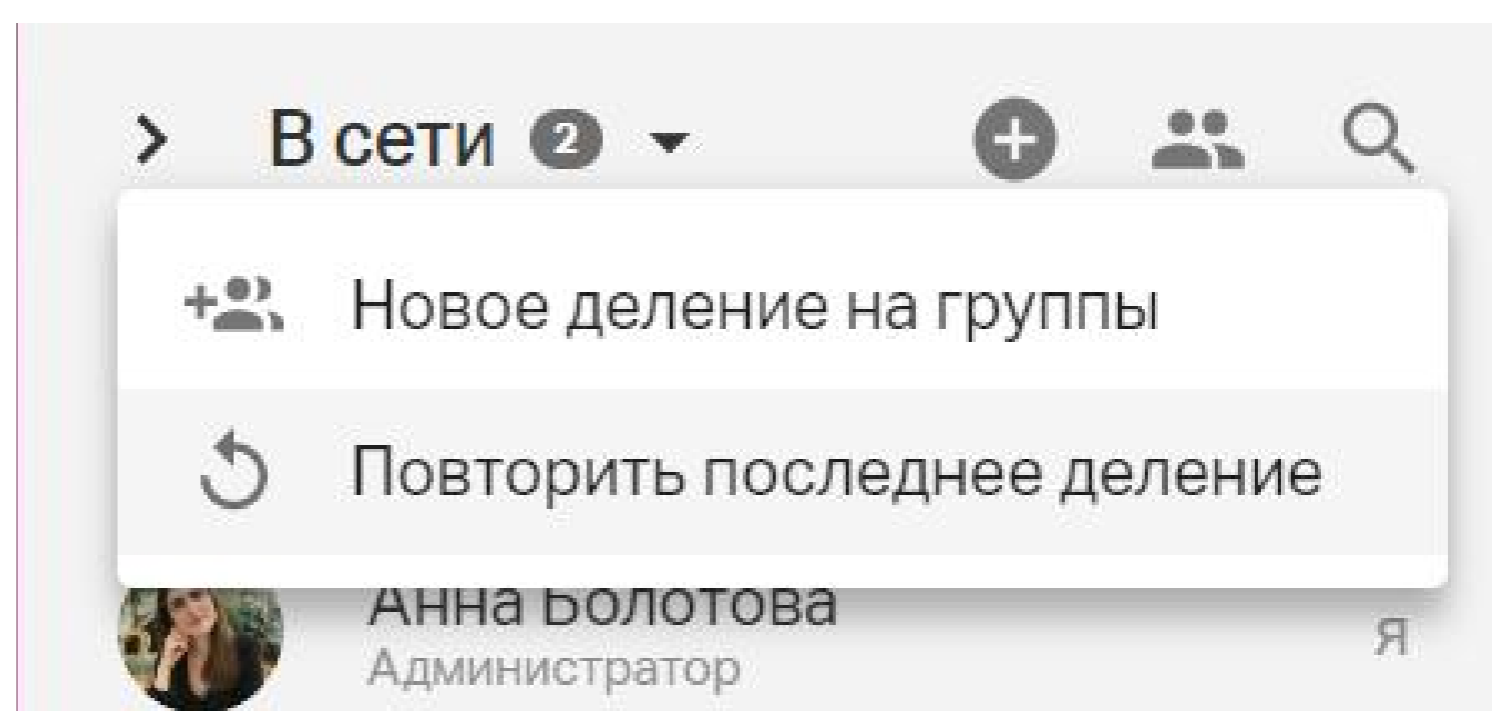 В сети 2
Новое деление на группы
Повторить последнее деление
Анна Болотова
Администратор
Я